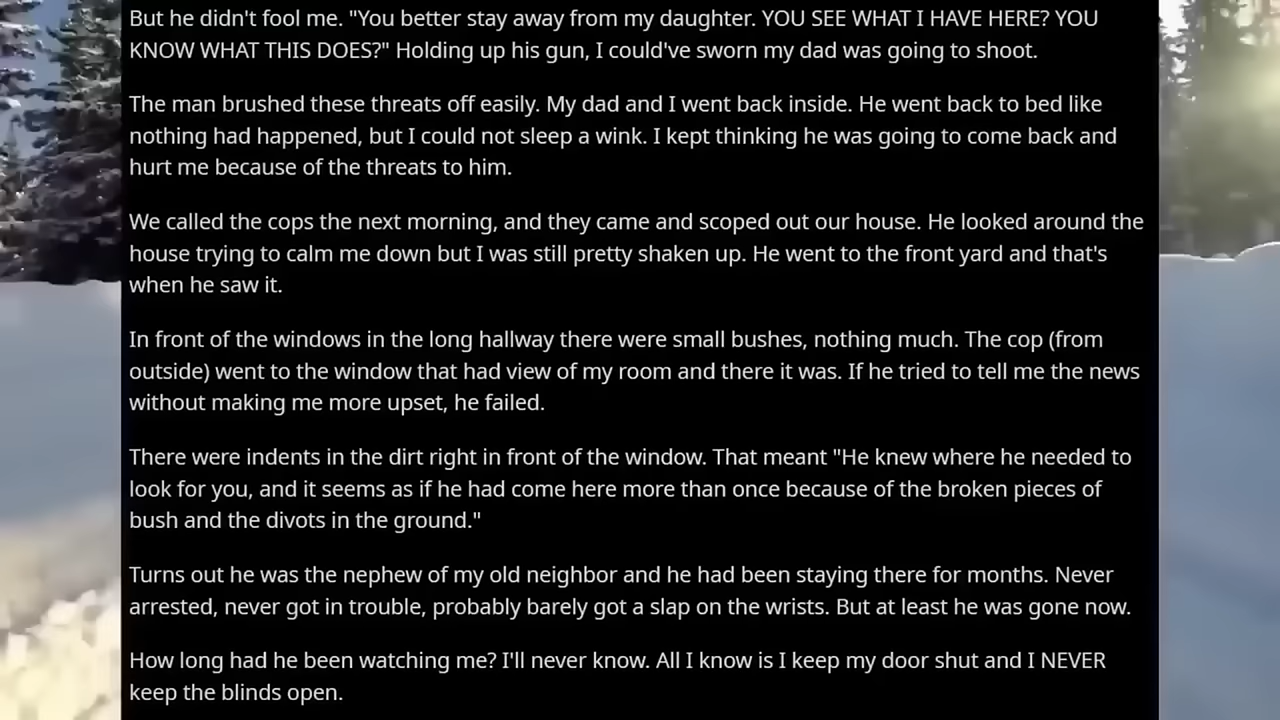 But he didn't fool me. "You better stay away from my daughter. YOU SEE WHAT I HAVE HERE? YOU
KNOW WHAT THIS DOES?" Holding up his gun, I could've sworn my dad was going to shoot.
The man brushed these threats off easily. My dad and I went back inside. He went back to bed like
nothing had happened, but I could not sleep a wink. I kept thinking he was going to come back and
hurt me because of the threats to him.
We called the cops the next morning, and they came and scoped out our house. He looked around the
house trying to calm me down but I was still pretty shaken up. He went to the front yard and that's
when he saw it.
In front of the windows in the long hallway there were small bushes, nothing much. The cop (from
outside) went to the window that had view of my room and there it was. If he tried to tell me the news
without making me more upset, he failed.
There were indents in the dirt right in front of the window. That meant "He knew where he needed to
look for you, and it seems as if he had come here more than once because of the broken pieces of
bush and the divots in the ground."
Turns out he was the nephew of my old neighbor and he had been staying there for months. Never
arrested, never got in trouble, probably barely got a slap on the wrists. But at least he was gone now.
How long had he been watching me? I'll never know. All I know is I keep my door shut and I NEVER
keep the blinds open.